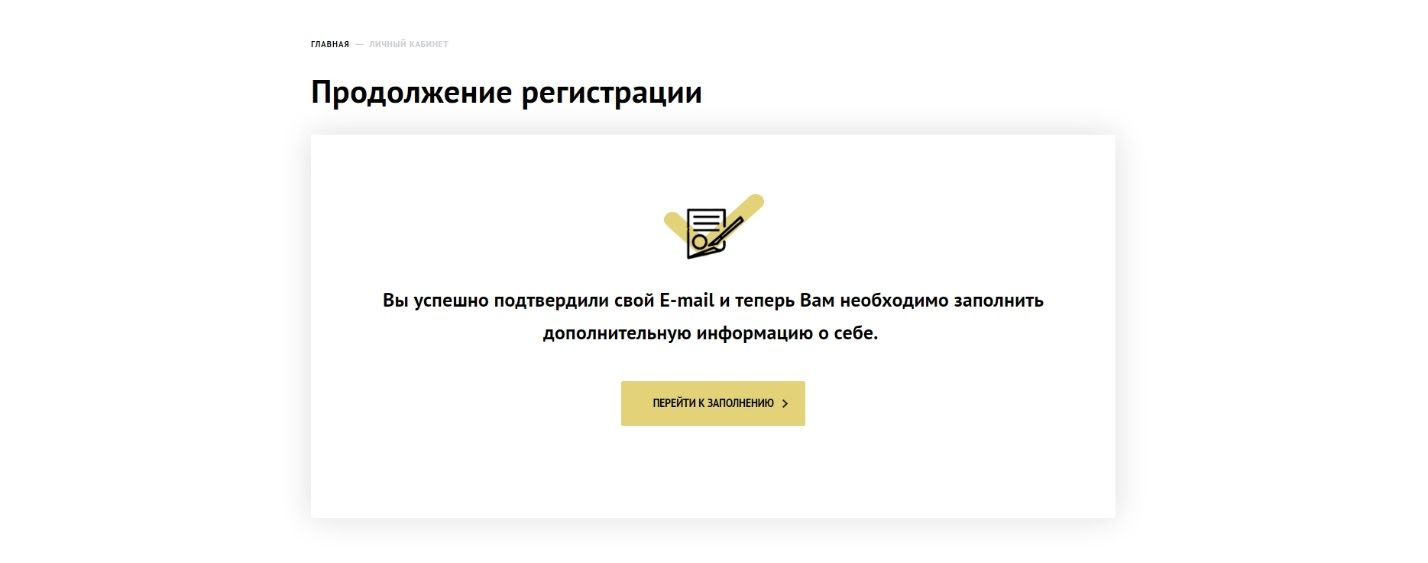 ГЛАВНАЯ — ЛИЧНЫЙ КАБИНЕТ
Продолжение регистрации
Вы успешно подтвердили свой E-mail и теперь Вам необходимо заполнить
дополнительную информацию о себе.
ПЕРЕЙТИ К ЗАПОЛНЕНИЮ